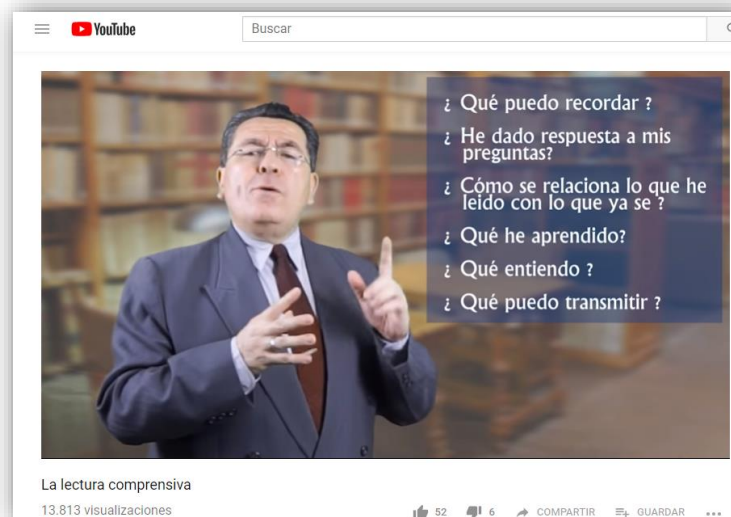 YouTube
Buscar
¿ Qué puedo recordar ?
¿ He dado respuesta a mis
preguntas?
¿ Cómo se relaciona lo que he
leido con lo que ya se ?
¿ Qué he aprendido?
¿ Qué entiendo ?
¿ Qué puedo transmitir ?
La lectura comprensiva
13.813 visualizaciones
52 6 COMPARTIR GUARDAR